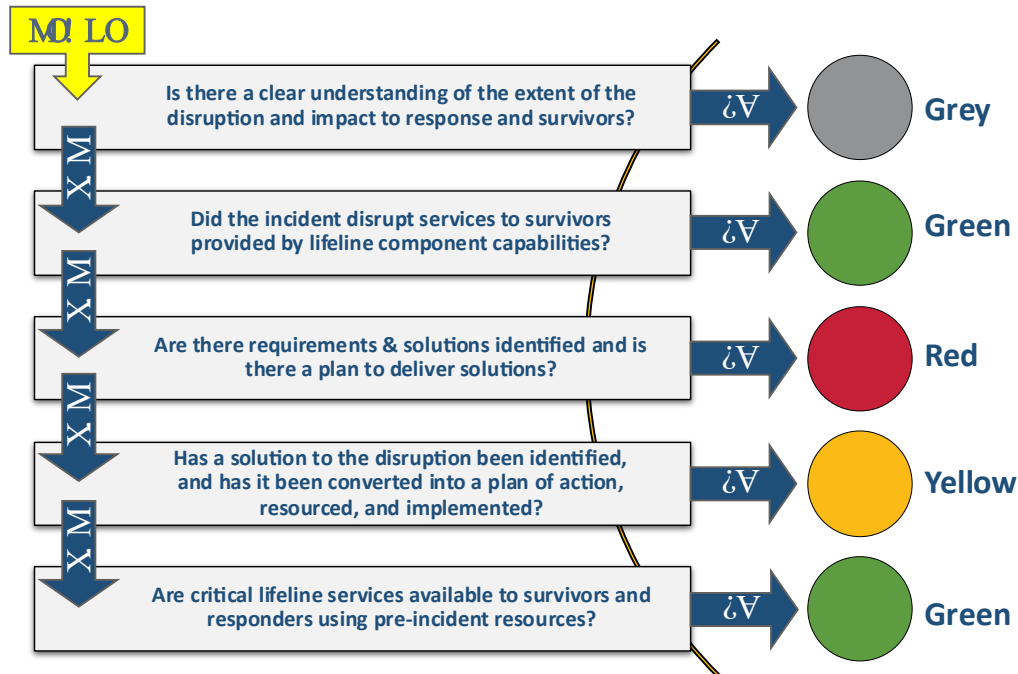 Is there a clear understanding of the extent of the
disruption and impact to response and survivors?
Grey
Did the incident disrupt services to survivors
provided by lifeline component capabilities?
Green
Are there requirements & solutions identified and is
there a plan to deliver solutions?
Red
Has a solution to the disruption been identified,
and has it been converted into a plan of action,
resourced, and implemented?
Yellow
Are critical lifeline services available to survivors and
responders using pre-incident resources?
Green